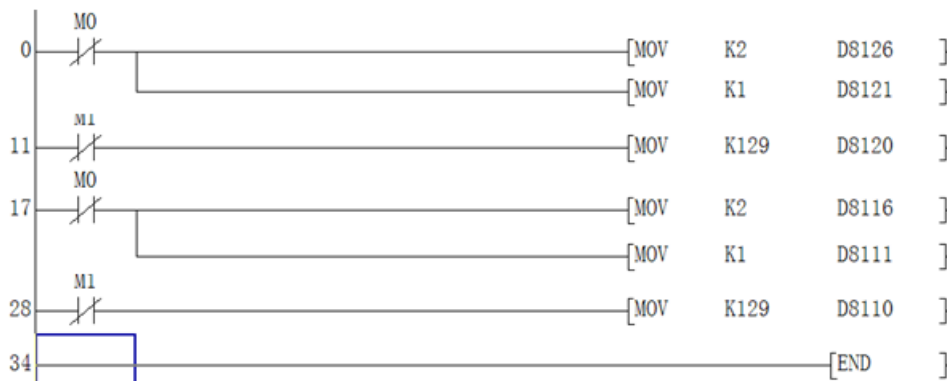 M0
0 [MOV K2 D8126 ]
[MOV K1 D8121 ]
M1
11 [MOV K129 D8120 ]
M0
17 [MOV K2 D8116 ]
[MOV K1 D8111 ]
M1
28 [MOV K129 D8110 ]
34 [END ]